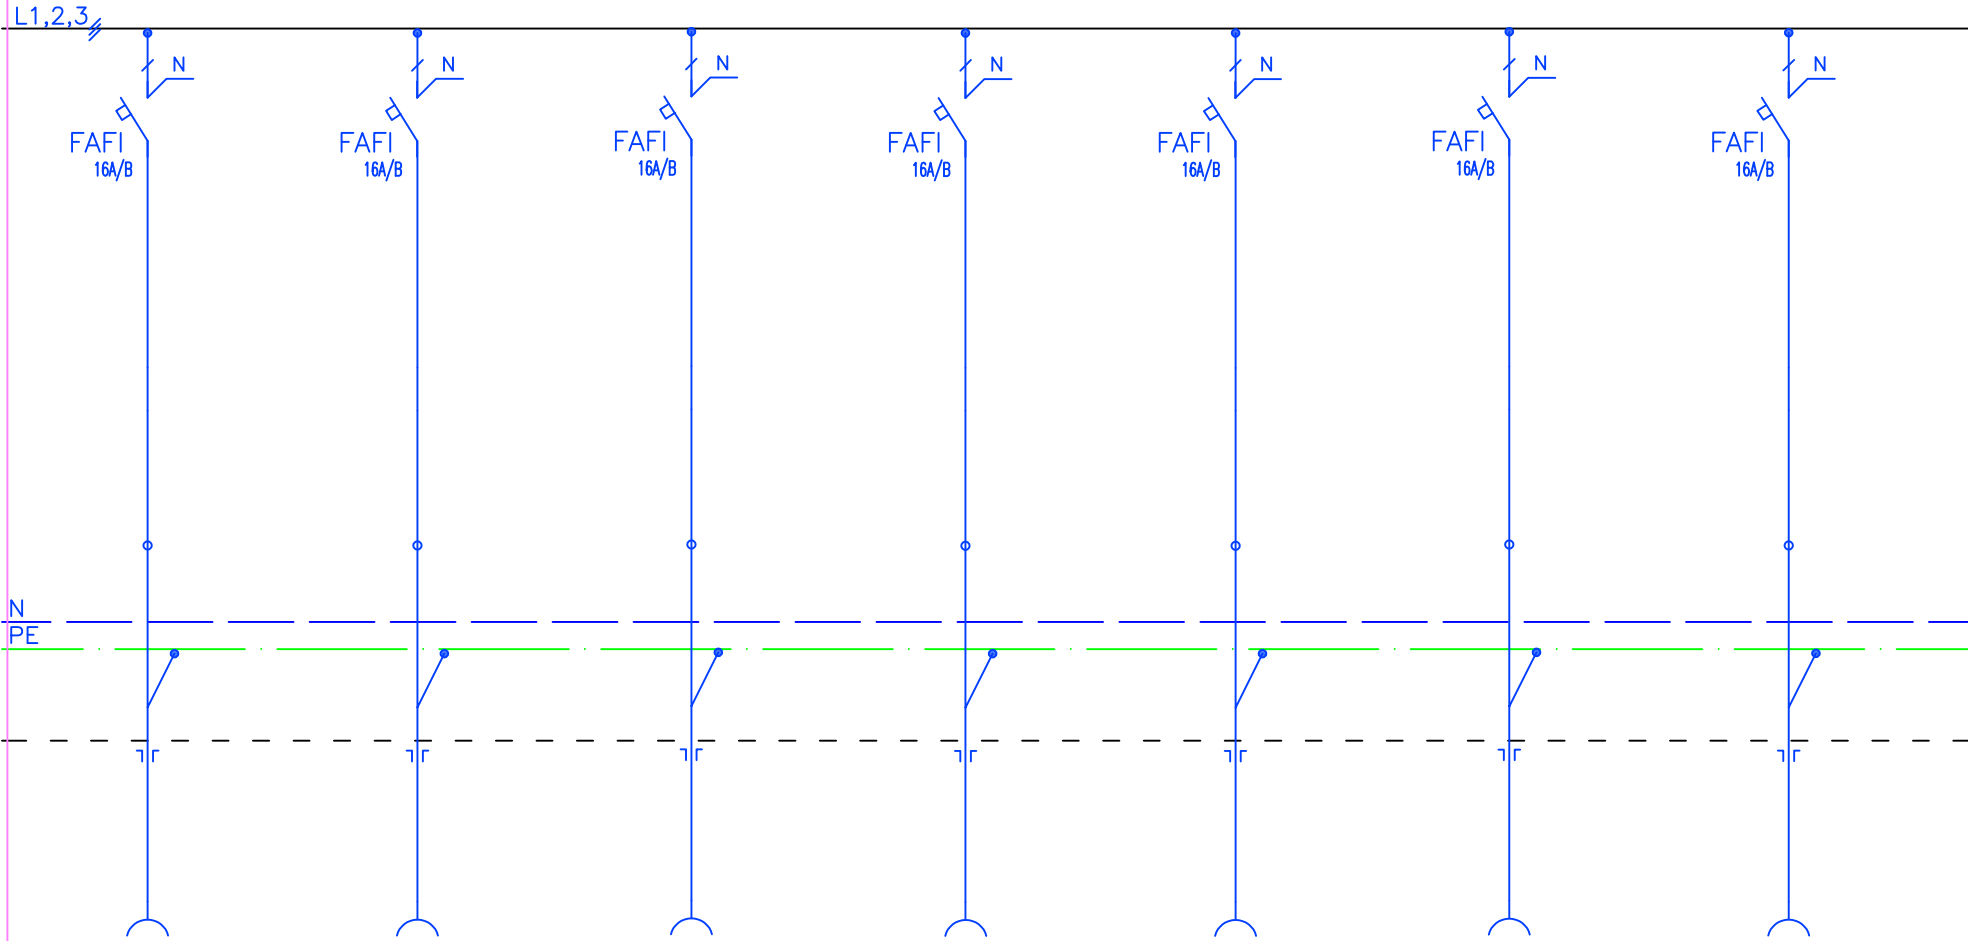 L1,2,3
N N N N N N N
FAFI FAFI FAFI FAFI FAFI FAFI FAFI
16A/B 16A/B 16A/B 16A/B 16A/B 16A/B 16A/B
N
PE